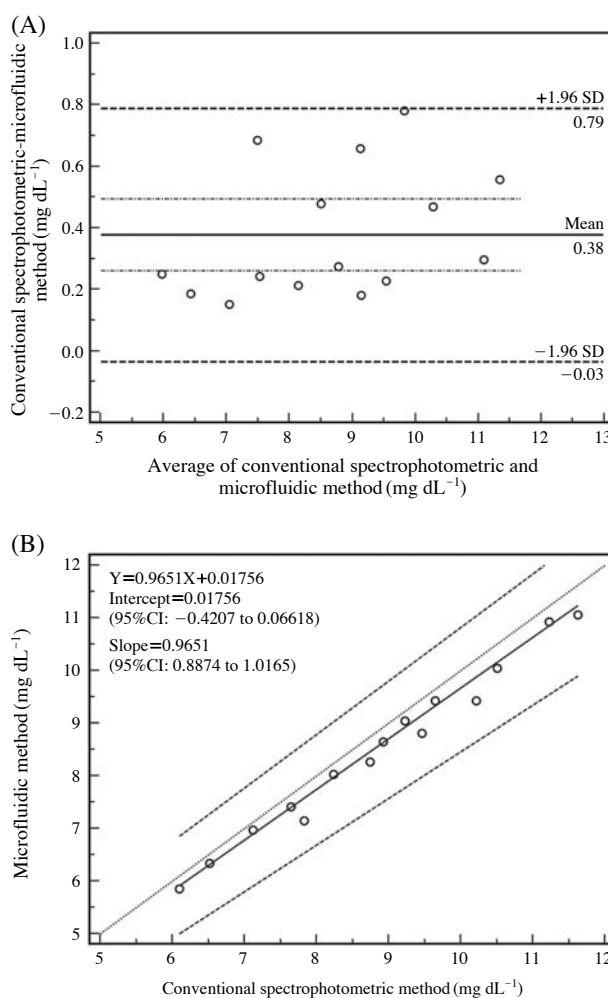 (A)
Conventional spectrophotometric-microfluidic
method (mg dL⁻¹)
1.0
0.8
0.6
0.4
0.2
0.0
−0.2
+1.96 SD
0.79
Mean
0.38
−1.96 SD
−0.03
5 6 7 8 9 10 11 12 13
Average of conventional spectrophotometric and
microfluidic method (mg dL⁻¹)
(B)
Microfluidic method (mg dL⁻¹)
12
11
10
9
8
7
6
5
Y=0.9651X+0.01756
Intercept=0.01756
(95%CI: −0.4207 to 0.06618)
Slope=0.9651
(95%CI: 0.8874 to 1.0165)
5 6 7 8 9 10 11 12
Conventional spectrophotometric method (mg dL⁻¹)